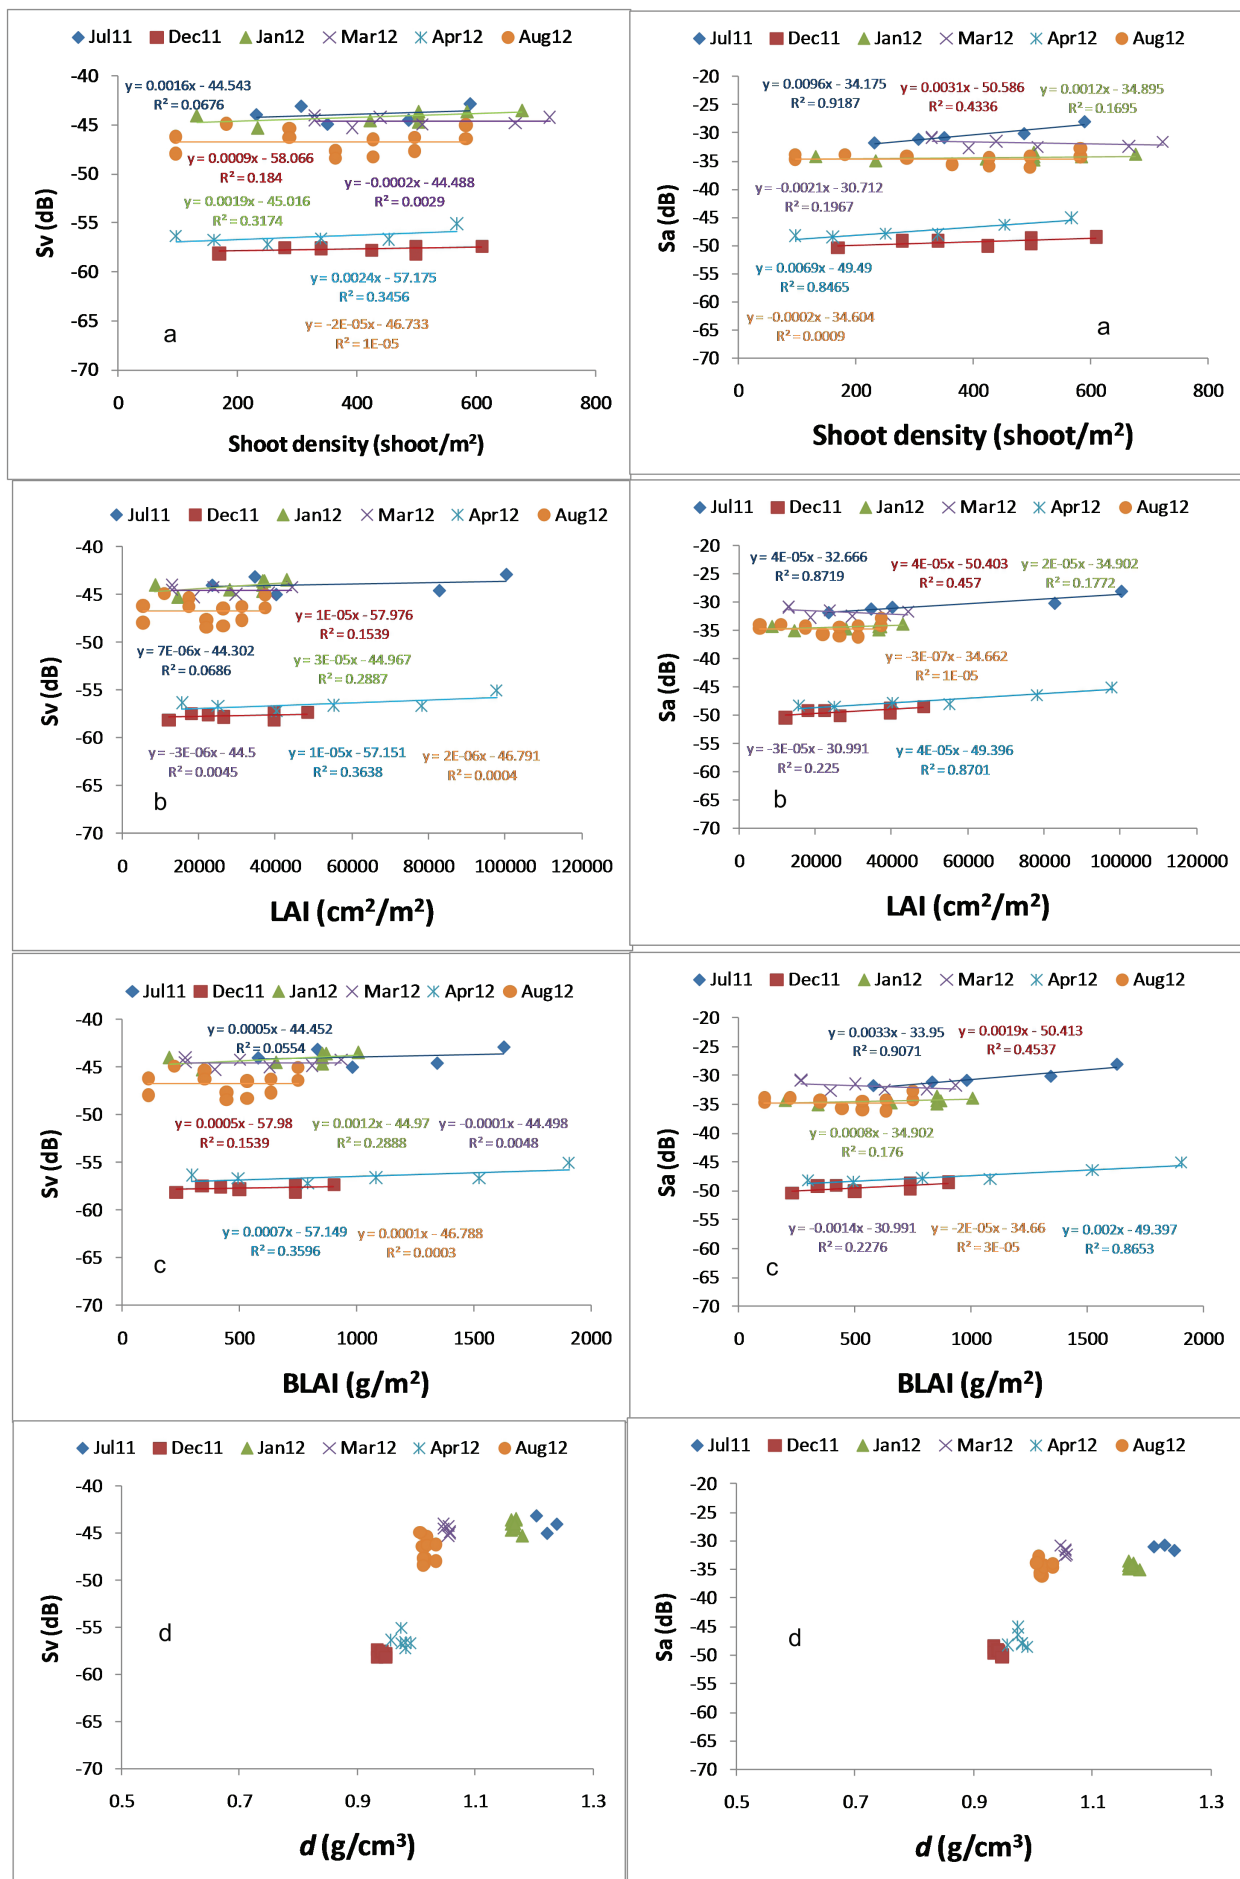 Jul11 Dec11 Jan12 Mar12 Apr12 Aug12
-40
-45
-50
-55
-60
-65
-70
Sv (dB)
y = 0.0016x - 44.543
R² = 0.0676
y = 0.0009x - 58.066
R² = 0.184
y = -0.0002x - 44.488
R² = 0.0029
y = 0.0019x - 45.016
R² = 0.3174
y = 0.0024x - 57.175
R² = 0.3456
y = -2E-05x - 46.733
R² = 1E-05
a
0 200 400 600 800
Shoot density (shoot/m²)
Jul11 Dec11 Jan12 Mar12 Apr12 Aug12
-20
-25
-30
-35
-40
-45
-50
-55
-60
-65
-70
Sa (dB)
y = 0.0096x - 34.175
R² = 0.9187
y = 0.0031x - 50.586
R² = 0.4336
y = 0.0012x - 34.895
R² = 0.1695
y = -0.0021x - 30.712
R² = 0.1967
y = 0.0069x - 49.49
R² = 0.8465
y = -0.0002x - 34.604
R² = 0.0009
a
0 200 400 600 800
Shoot density (shoot/m²)
Jul11 Dec11 Jan12 Mar12 Apr12 Aug12
-40
-45
-50
-55
-60
-65
-70
Sv (dB)
y = 1E-05x - 57.976
R² = 0.1539
y = 7E-06x - 44.302
R² = 0.0686
y = 3E-05x - 44.967
R² = 0.2887
y = -3E-06x - 44.5
R² = 0.0045
y = 1E-05x - 57.151
R² = 0.3638
y = 2E-06x - 46.791
R² = 0.0004
b
0 20000 40000 60000 80000 100000 120000
LAI (cm²/m²)
Jul11 Dec11 Jan12 Mar12 Apr12 Aug12
-20
-25
-30
-35
-40
-45
-50
-55
-60
-65
-70
Sa (dB)
y = 4E-05x - 32.666
R² = 0.8719
y = 4E-05x - 50.403
R² = 0.457
y = 2E-05x - 34.902
R² = 0.1772
y = -3E-07x - 34.662
R² = 1E-05
y = -3E-05x - 30.991
R² = 0.225
y = 4E-05x - 49.396
R² = 0.8701
b
0 20000 40000 60000 80000 100000 120000
LAI (cm²/m²)
Jul11 Dec11 Jan12 Mar12 Apr12 Aug12
-40
-45
-50
-55
-60
-65
-70
Sv (dB)
y = 0.0005x - 44.452
R² = 0.0554
y = 0.0005x - 57.98
R² = 0.1539
y = 0.0012x - 44.97
R² = 0.2888
y = -0.0001x - 44.498
R² = 0.0048
y = 0.0007x - 57.149
R² = 0.3596
y = 0.0001x - 46.788
R² = 0.0003
c
0 500 1000 1500 2000
BLAI (g/m²)
Jul11 Dec11 Jan12 Mar12 Apr12 Aug12
-20
-25
-30
-35
-40
-45
-50
-55
-60
-65
-70
Sa (dB)
y = 0.0033x - 33.95
R² = 0.9071
y = 0.0019x - 50.413
R² = 0.4537
y = 0.0008x - 34.902
R² = 0.176
y = -0.0014x - 30.991
R² = 0.2276
y = -2E-05x - 34.66
R² = 3E-05
y = 0.002x - 49.397
R² = 0.8653
c
0 500 1000 1500 2000
BLAI (g/m²)
Jul11 Dec11 Jan12 Mar12 Apr12 Aug12
-40
-45
-50
-55
-60
-65
-70
Sv (dB)
d
0.5 0.7 0.9 1.1 1.3
d (g/cm³)
Jul11 Dec11 Jan12 Mar12 Apr12 Aug12
-20
-25
-30
-35
-40
-45
-50
-55
-60
-65
-70
Sa (dB)
d
0.5 0.7 0.9 1.1 1.3
d (g/cm³)